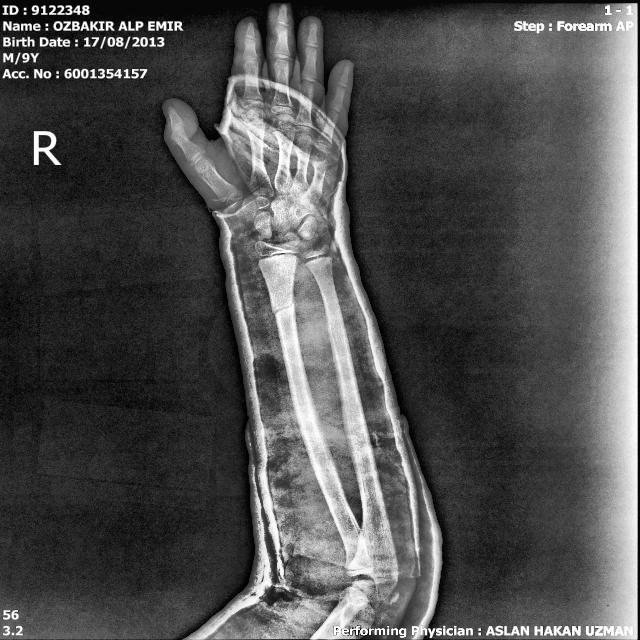 ID : 9122348
Name : OZBAKIR ALP EMIR
Birth Date : 17/08/2013
M/9Y
Acc. No : 6001354157
1 - 1
Step : Forearm AP
R
56
3.2
Performing Physician : ASLAN HAKAN UZMAN